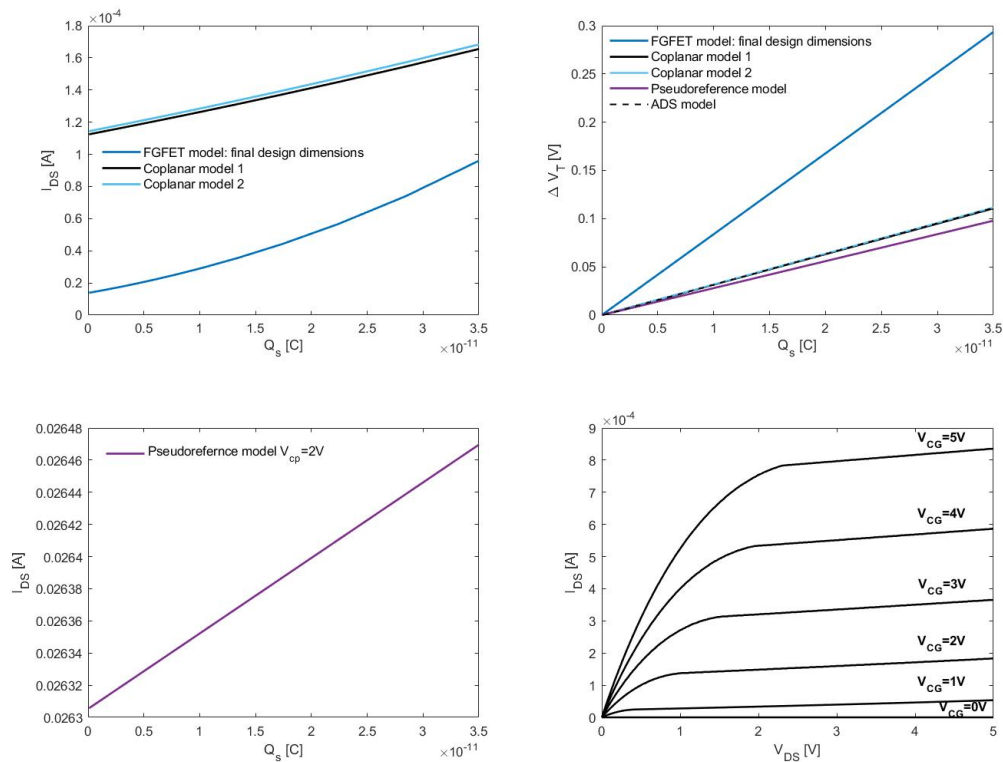 ×10⁻⁴
1.8
1.6
1.4
1.2
1
0.8
0.6
0.4
0.2
0
I_DS [A]
FGFET model: final design dimensions
Coplanar model 1
Coplanar model 2
0 0.5 1 1.5 2 2.5 3 3.5
Q_s [C]
×10⁻¹¹
0.3
0.25
0.2
0.15
0.1
0.05
0
Δ V_T [V]
FGFET model: final design dimensions
Coplanar model 1
Coplanar model 2
Pseudoreference model
ADS model
0 0.5 1 1.5 2 2.5 3 3.5
Q_s [C]
×10⁻¹¹
0.02648
0.02646
0.02644
0.02642
0.0264
0.02638
0.02636
0.02634
0.02632
0.0263
I_DS [A]
Pseudorefernce model V_cp=2V
0 0.5 1 1.5 2 2.5 3 3.5
Q_s [C]
×10⁻¹¹
×10⁻⁴
9
8
7
6
5
4
3
2
1
0
I_DS [A]
V_CG=5V
V_CG=4V
V_CG=3V
V_CG=2V
V_CG=1V
V_CG=0V
0 1 2 3 4 5
V_DS [V]